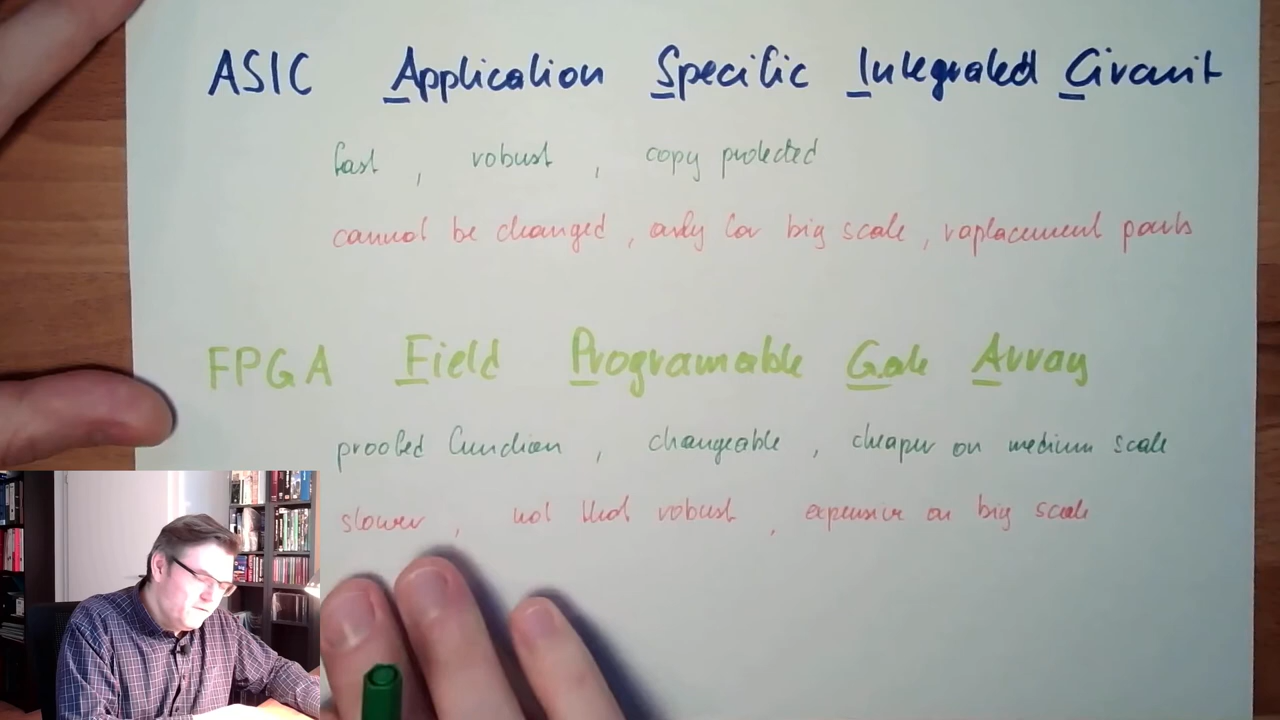 ASIC Application Specific Integrated Circuit
fast , robust , copy protected
cannot be changed , only for big scale , raplacement parts
FPGA Field Programable Gate Array
proofed function , changeable , cheaper on medium scale
slower , not that robust , expensive on big scale